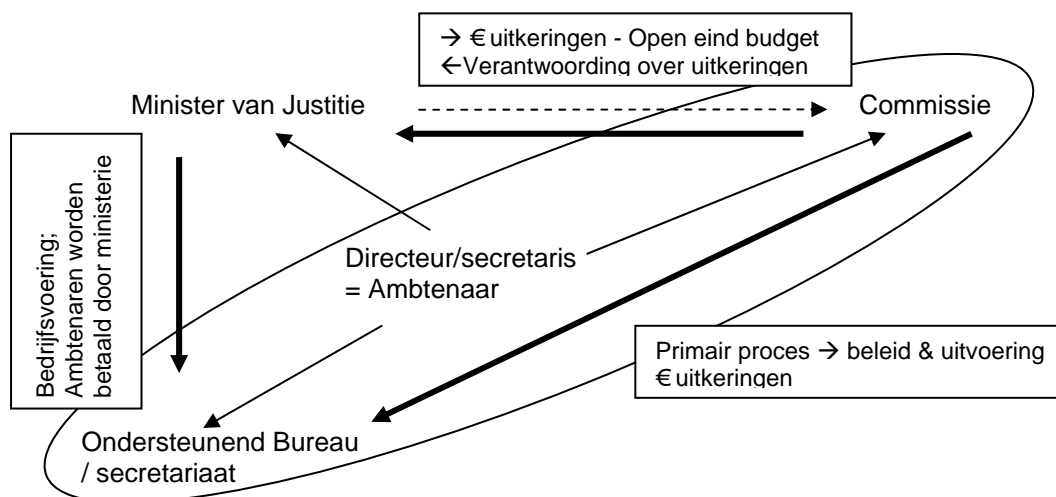 → € uitkeringen - Open eind budget
←Verantwoording over uitkeringen
Minister van Justitie
Commissie
Bedrijfsvoering;
Ambtenaren worden
betaald door ministerie
Directeur/secretaris
= Ambtenaar
Primair proces → beleid & uitvoering
€ uitkeringen
Ondersteunend Bureau
/ secretariaat